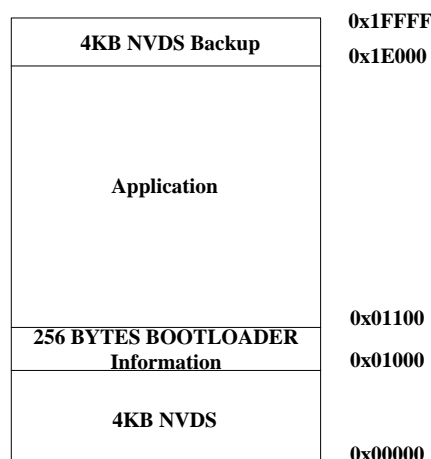 0x1FFFF
4KB NVDS Backup
0x1E000
Application
0x01100
256 BYTES BOOTLOADER
Information
0x01000
4KB NVDS
0x00000